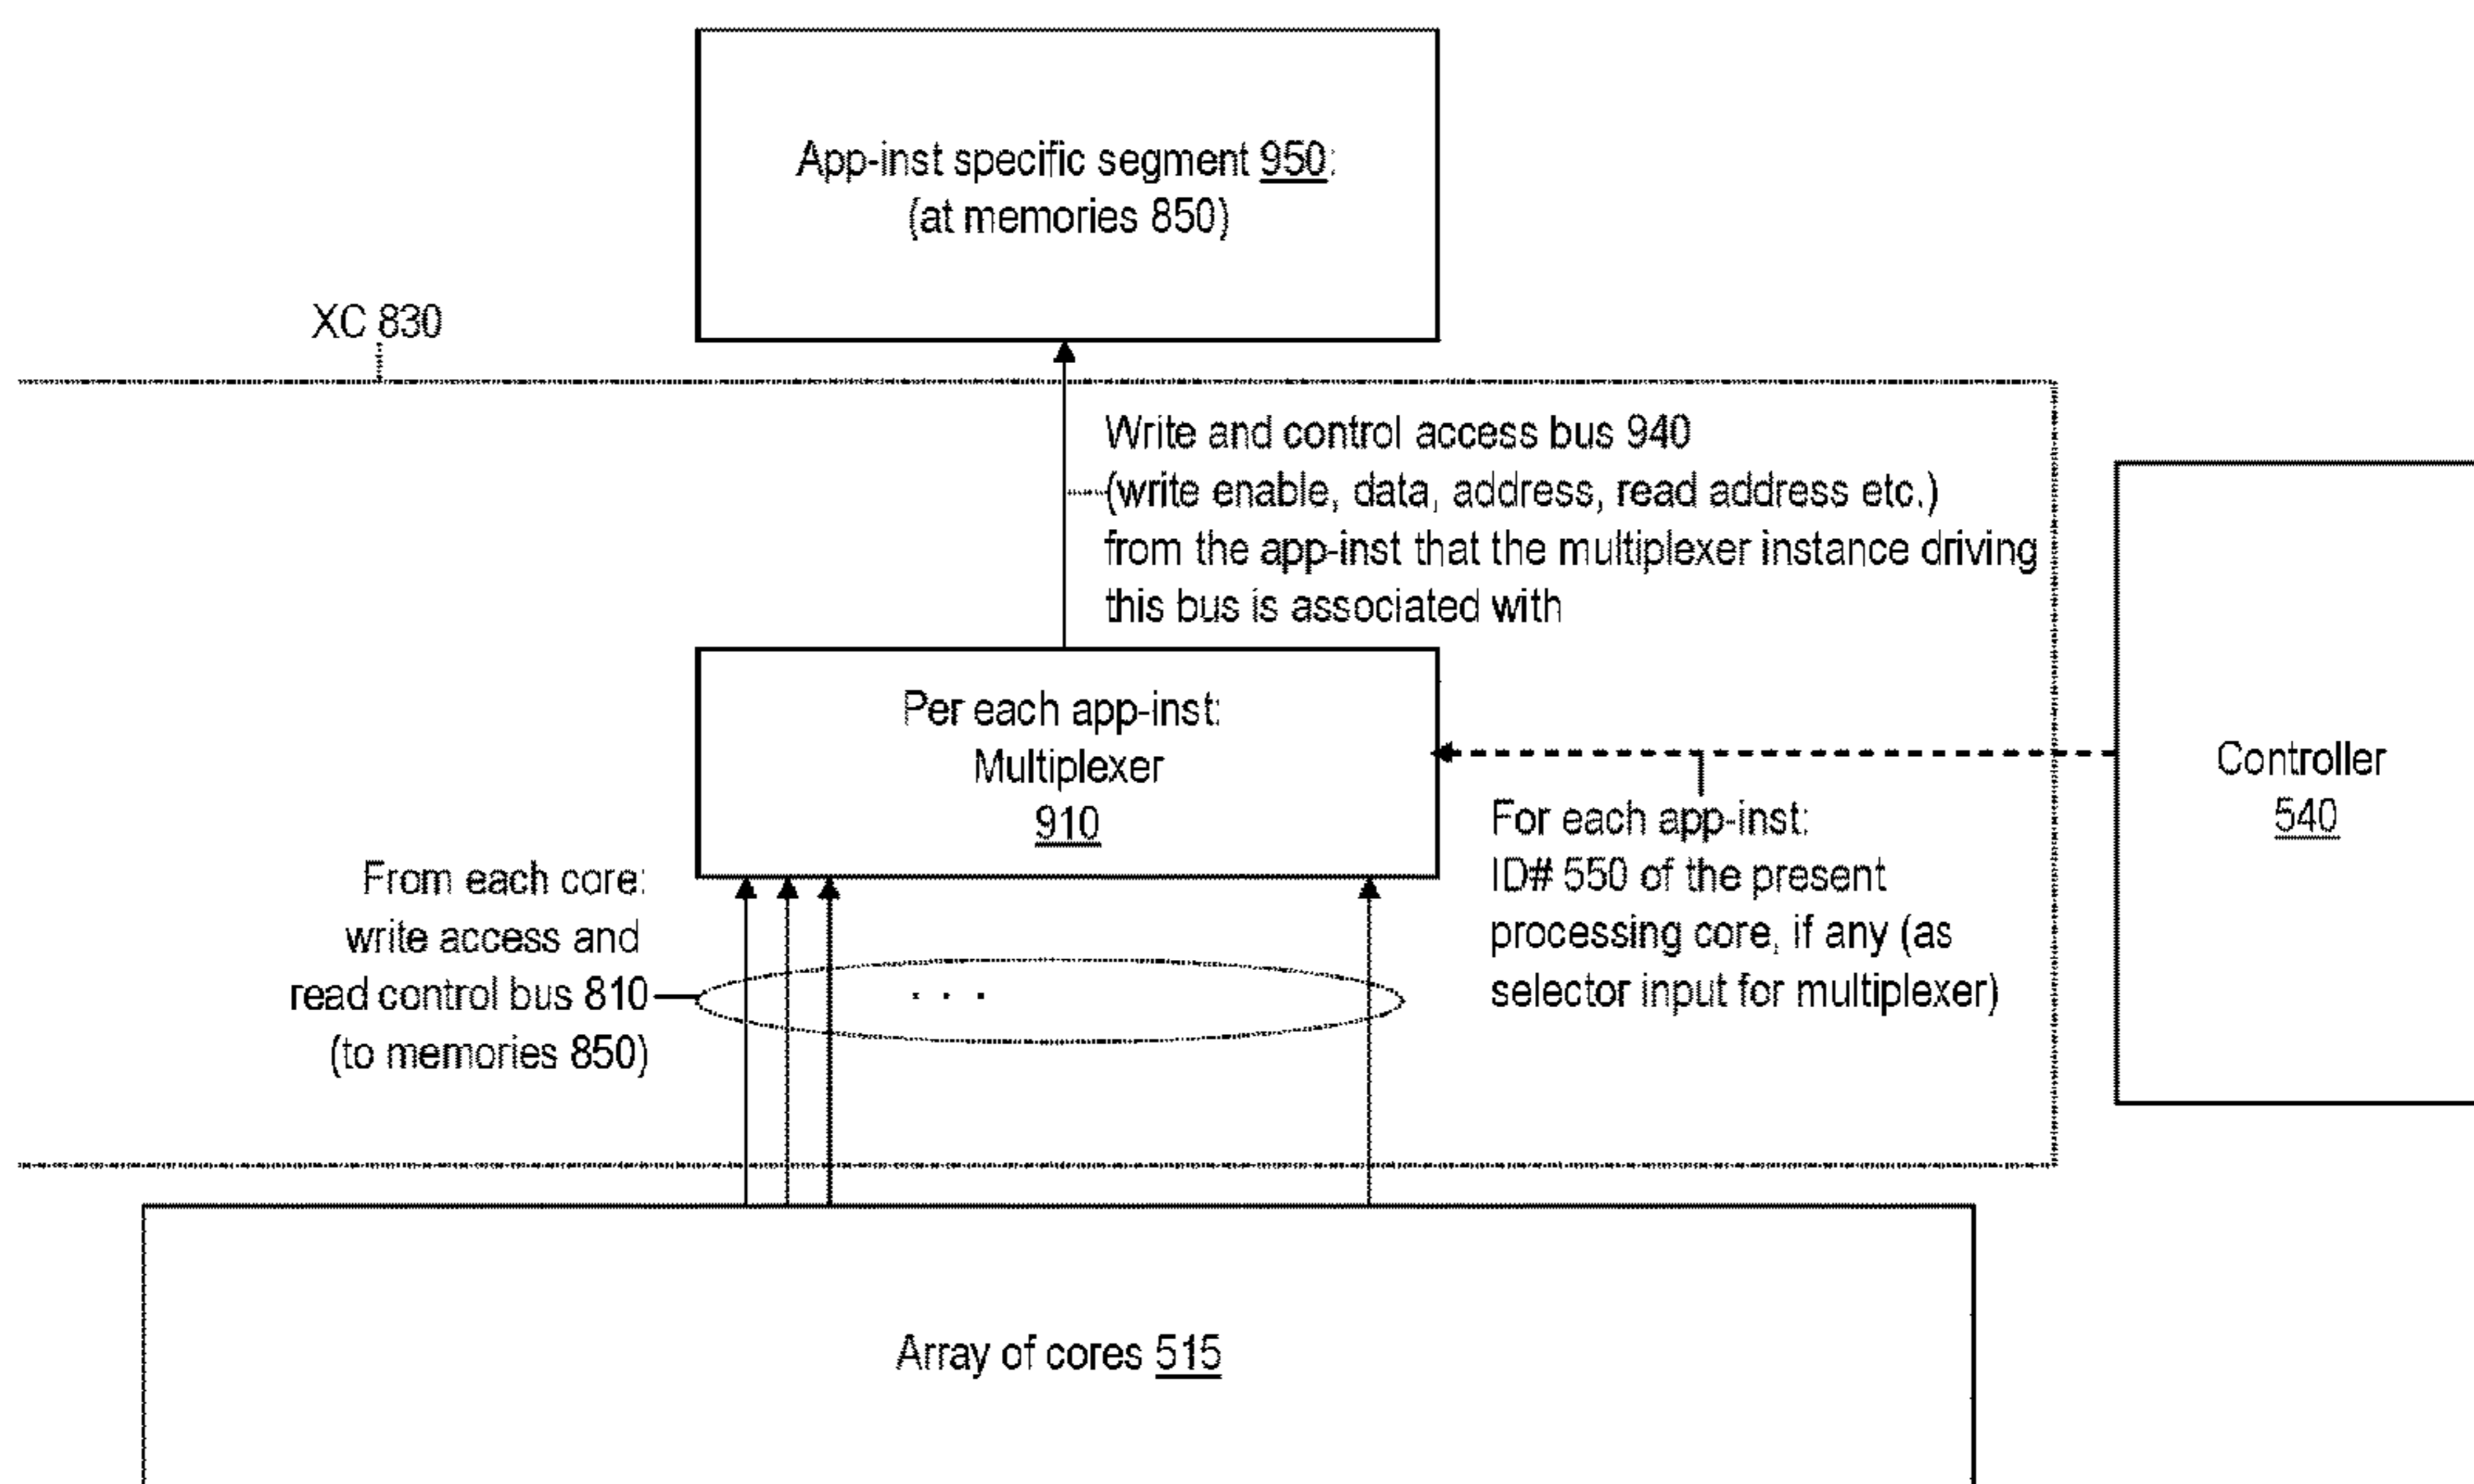 App-inst specific segment 950:
(at memories 850)
XC 830
Write and control access bus 940
(write enable, data, address, read address etc.)
from the app-inst that the multiplexer instance driving
this bus is associated with
Per each app-inst:
Multiplexer
910
Controller
540
For each app-inst:
ID# 550 of the present
processing core, if any (as
selector input for multiplexer)
From each core:
write access and
read control bus 810
(to memories 850)
. . .
Array of cores 515